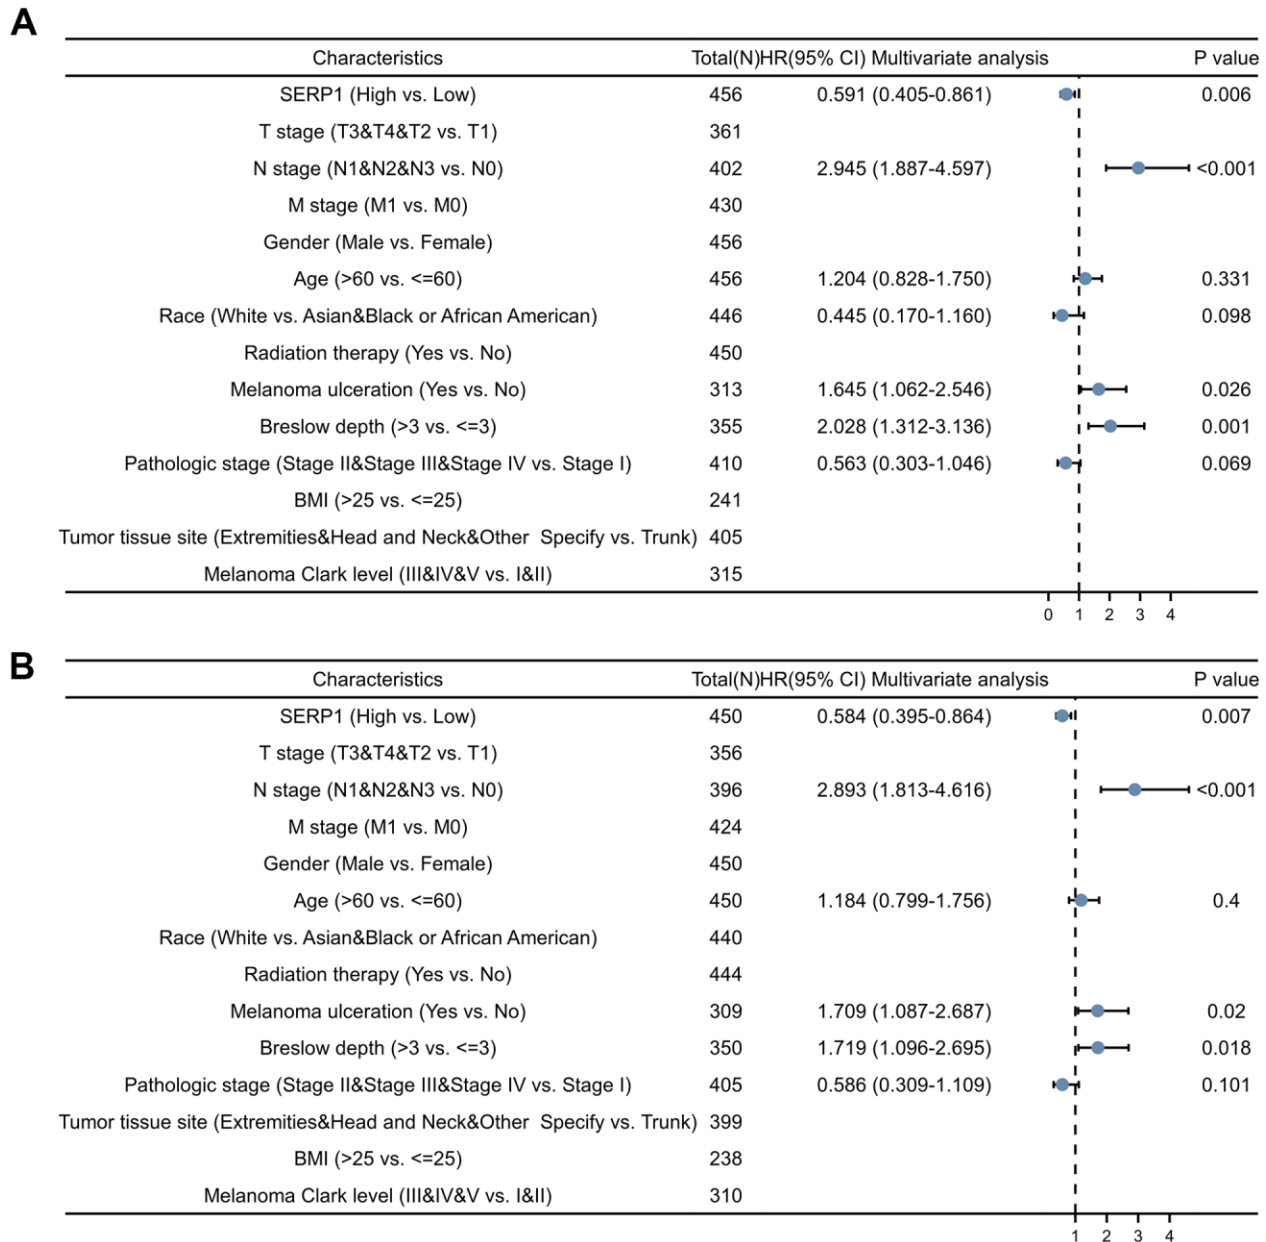 A
Characteristics Total(N)HR(95% CI) Multivariate analysis P value
SERP1 (High vs. Low) 456 0.591 (0.405-0.861) 0.006
T stage (T3&T4&T2 vs. T1) 361
N stage (N1&N2&N3 vs. N0) 402 2.945 (1.887-4.597) <0.001
M stage (M1 vs. M0) 430
Gender (Male vs. Female) 456
Age (>60 vs. <=60) 456 1.204 (0.828-1.750) 0.331
Race (White vs. Asian&Black or African American) 446 0.445 (0.170-1.160) 0.098
Radiation therapy (Yes vs. No) 450
Melanoma ulceration (Yes vs. No) 313 1.645 (1.062-2.546) 0.026
Breslow depth (>3 vs. <=3) 355 2.028 (1.312-3.136) 0.001
Pathologic stage (Stage II&Stage III&Stage IV vs. Stage I) 410 0.563 (0.303-1.046) 0.069
BMI (>25 vs. <=25) 241
Tumor tissue site (Extremities&Head and Neck&Other Specify vs. Trunk) 405
Melanoma Clark level (III&IV&V vs. I&II) 315
0 1 2 3 4
B
Characteristics Total(N)HR(95% CI) Multivariate analysis P value
SERP1 (High vs. Low) 450 0.584 (0.395-0.864) 0.007
T stage (T3&T4&T2 vs. T1) 356
N stage (N1&N2&N3 vs. N0) 396 2.893 (1.813-4.616) <0.001
M stage (M1 vs. M0) 424
Gender (Male vs. Female) 450
Age (>60 vs. <=60) 450 1.184 (0.799-1.756) 0.4
Race (White vs. Asian&Black or African American) 440
Radiation therapy (Yes vs. No) 444
Melanoma ulceration (Yes vs. No) 309 1.709 (1.087-2.687) 0.02
Breslow depth (>3 vs. <=3) 350 1.719 (1.096-2.695) 0.018
Pathologic stage (Stage II&Stage III&Stage IV vs. Stage I) 405 0.586 (0.309-1.109) 0.101
Tumor tissue site (Extremities&Head and Neck&Other Specify vs. Trunk) 399
BMI (>25 vs. <=25) 238
Melanoma Clark level (III&IV&V vs. I&II) 310
1 2 3 4